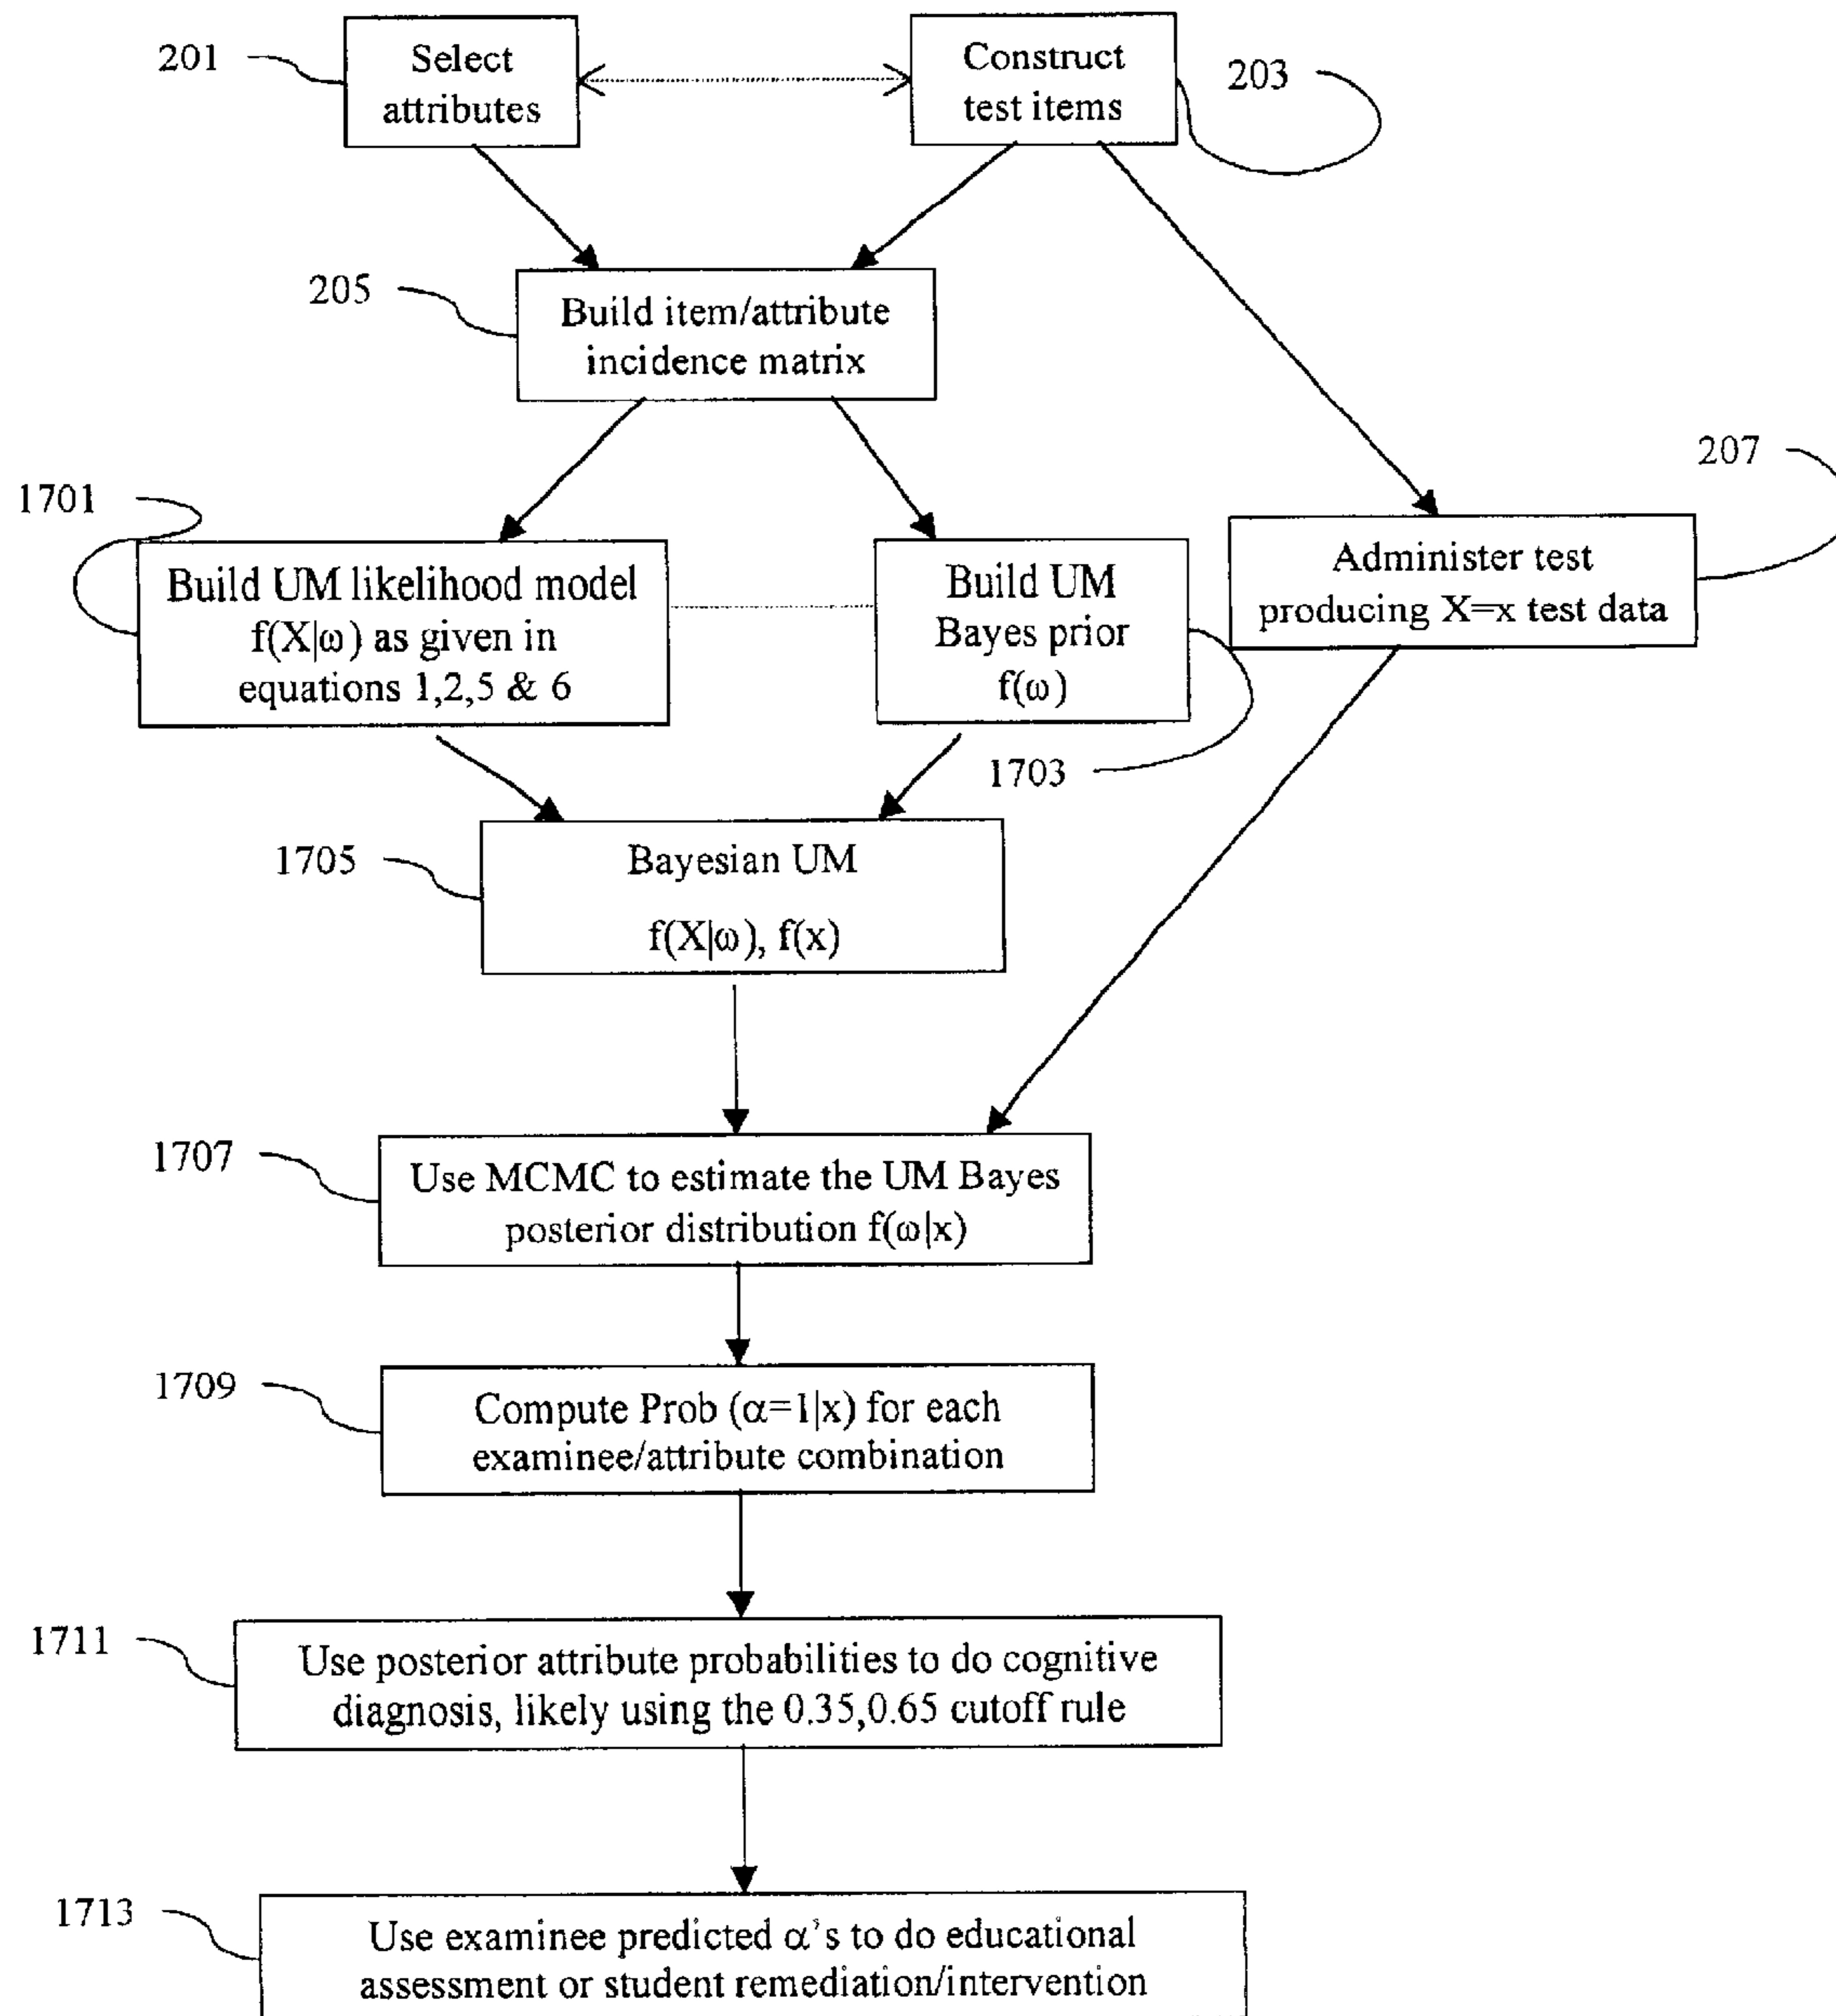 201
Select
attributes
Construct
test items
203
205
Build item/attribute
incidence matrix
207
1701
Build UM likelihood model
f(X|ω) as given in
equations 1,2,5 & 6
Build UM
Bayes prior
f(ω)
Administer test
producing X=x test data
1703
1705
Bayesian UM
f(X|ω), f(x)
1707
Use MCMC to estimate the UM Bayes
posterior distribution f(ω|x)
1709
Compute Prob (α=1|x) for each
examinee/attribute combination
1711
Use posterior attribute probabilities to do cognitive
diagnosis, likely using the 0.35,0.65 cutoff rule
1713
Use examinee predicted α's to do educational
assessment or student remediation/intervention